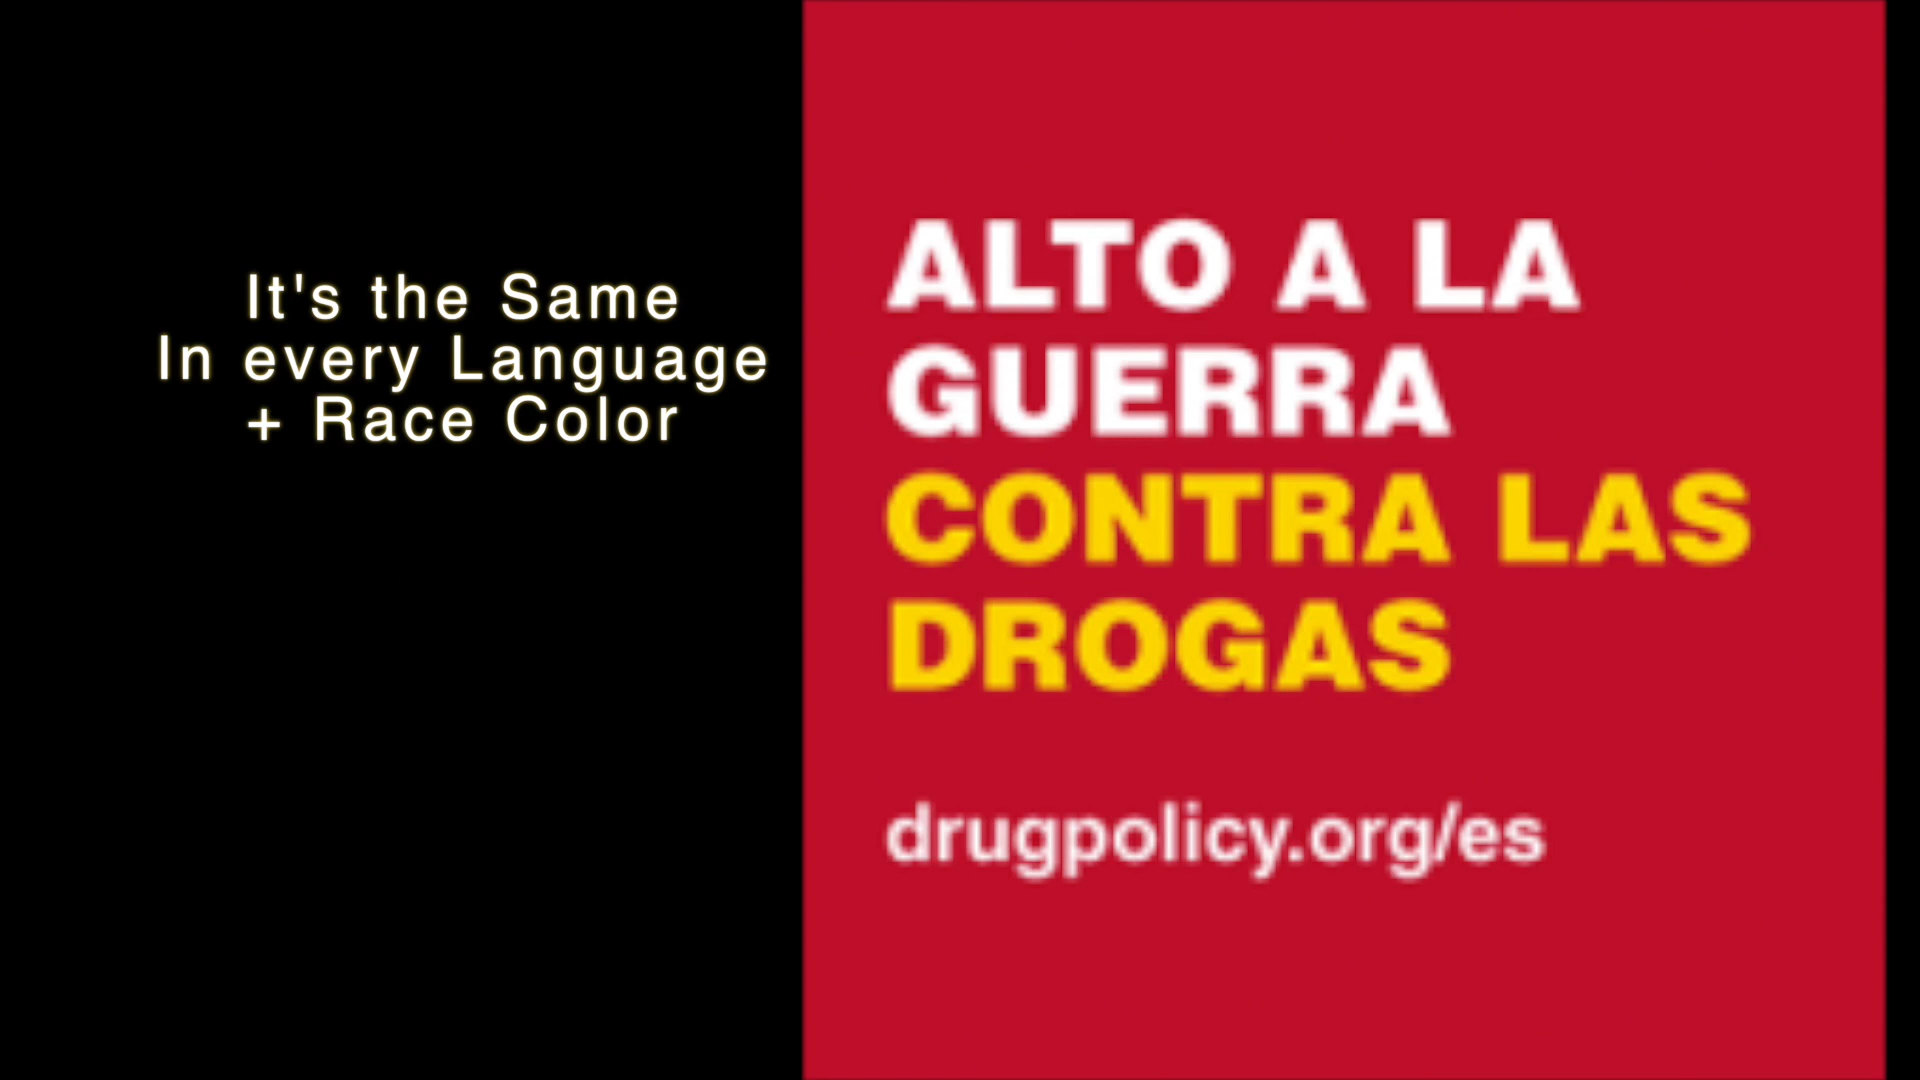 It's the Same
In every Language
+ Race Color
ALTO A LA
GUERRA
CONTRA LAS
DROGAS
drugpolicy.org/es